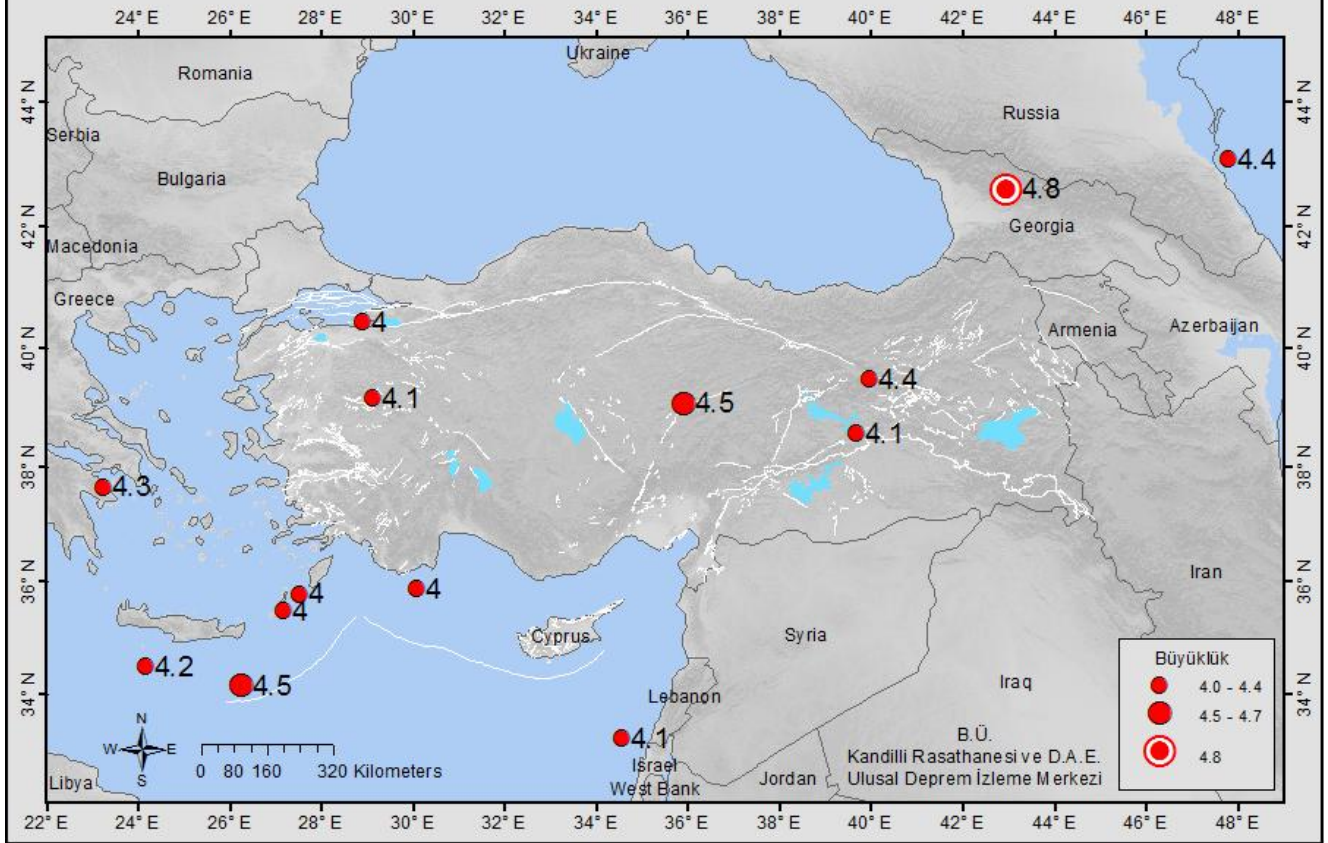 24° E 26° E 28° E 30° E 32° E 34° E 36° E 38° E 40° E 42° E 44° E 46° E 48° E
Ukraine
Romania
44° N
44° N
Russia
Serbia
4.4
Bulgaria
4.8
42° N
Georgia
42° N
Macedonia
Greece
4
Armenia
Azerbaijan
40° N
40° N
4.4
4.1
4.5
4.1
38° N
38° N
4.3
36° N
4
4
Iran
36° N
4
Cyprus
Syria
4.2
Büyüklük
4.5
Iraq
4.0 - 4.4
34° N
Lebanon
34° N
4.5 - 4.7
N
4.1
B.Ü.
W E
Israel
Kandilli Rasathanesi ve D.A.E.
4.8
S
0 80 160 320 Kilometers
Libya
West Bank
Jordan
Ulusal Deprem İzleme Merkezi
22° E 24° E 26° E 28° E 30° E 32° E 34° E 36° E 38° E 40° E 42° E 44° E 46° E 48° E